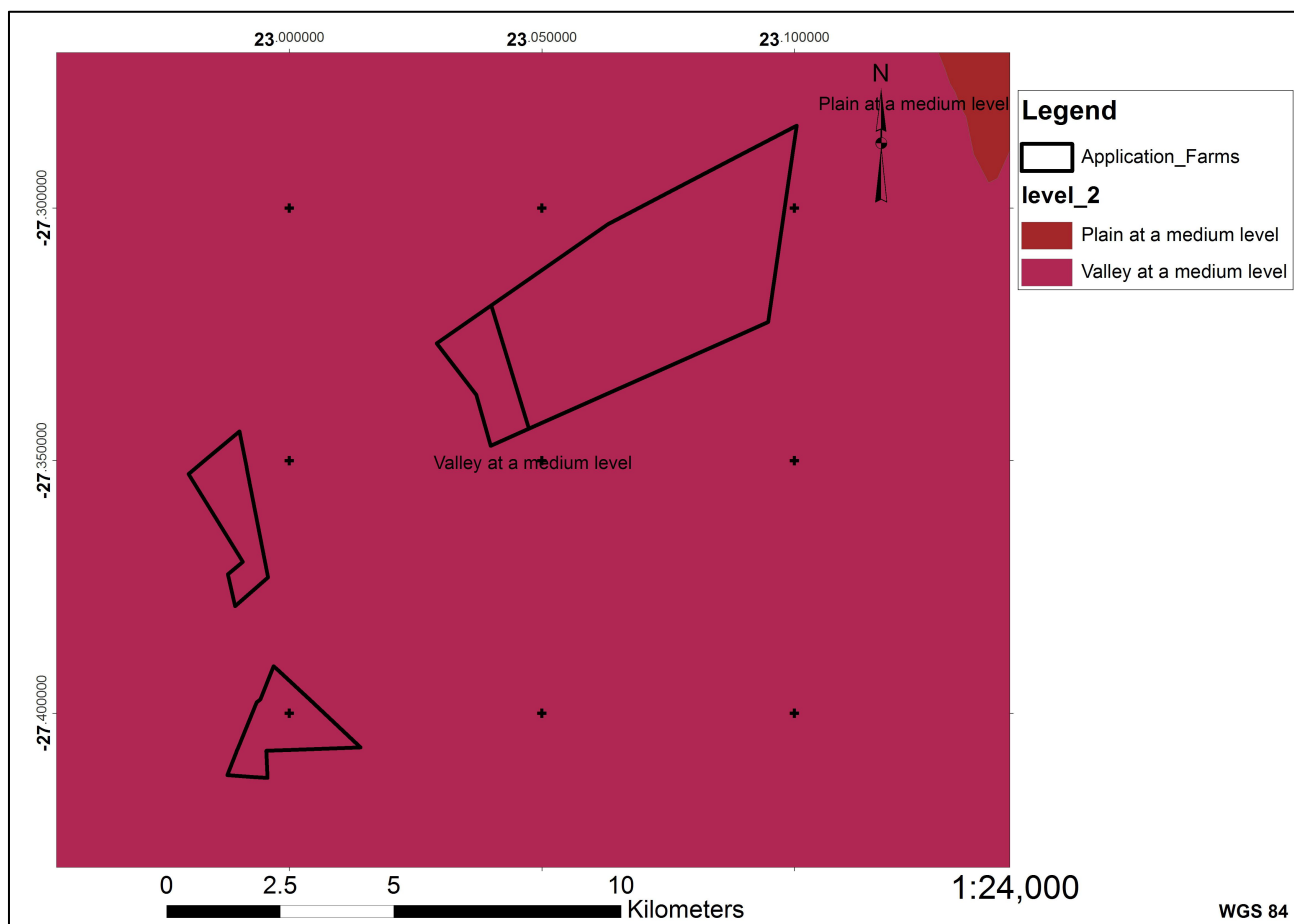 23.000000 23.050000 23.100000
N
Plain at a medium level
Legend
Application_Farms
level_2
Plain at a medium level
Valley at a medium level
-27.300000
-27.350000
Valley at a medium level
-27.400000
0 2.5 5 10
Kilometers
1:24,000
WGS 84